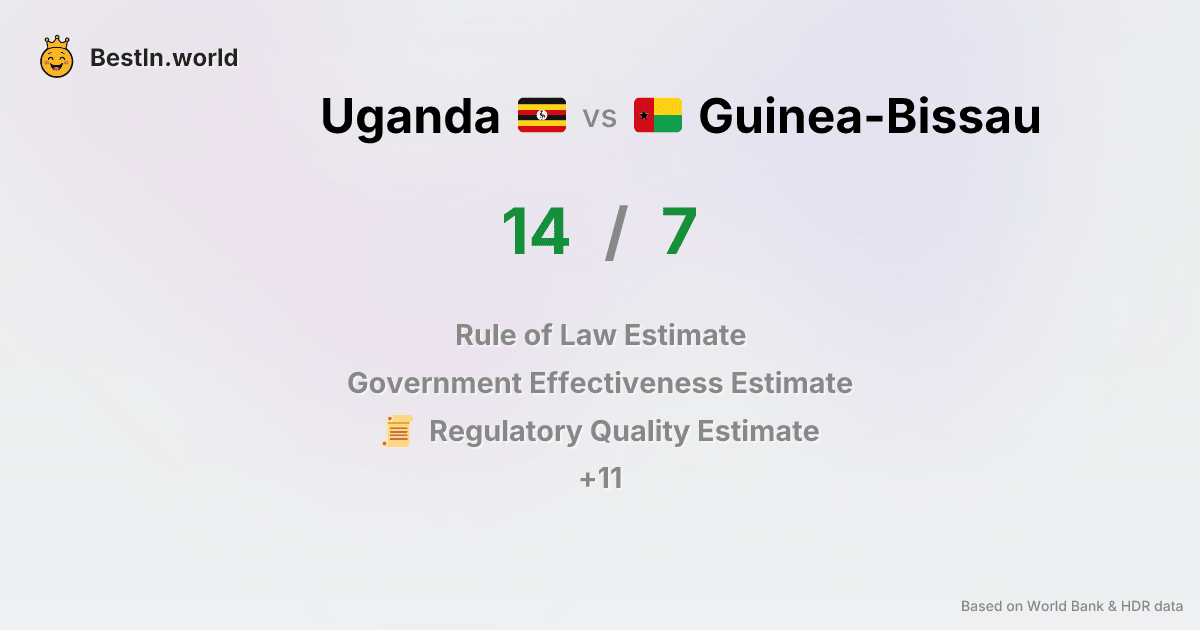 BestIn.world
Uganda vs Guinea-Bissau
14 / 7
Rule of Law Estimate
Government Effectiveness Estimate
Regulatory Quality Estimate
+11
Based on World Bank & HDR data